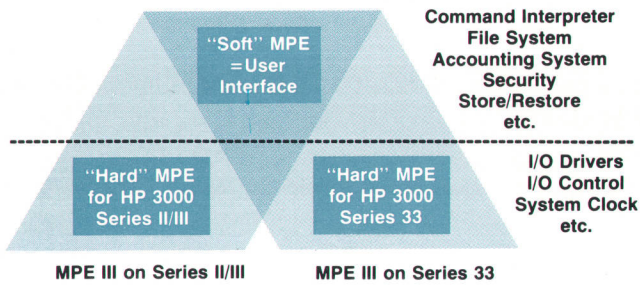 "Soft" MPE
=User
Interface
Command Interpreter
File System
Accounting System
Security
Store/Restore
etc.
"Hard" MPE
for HP 3000
Series II/III
"Hard" MPE
for HP 3000
Series 33
I/O Drivers
I/O Control
System Clock
etc.
MPE III on Series II/III
MPE III on Series 33